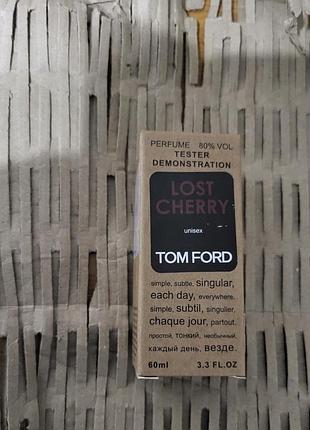 PERFUME 80% VOL
TESTER
DEMONSTRATION
LOST
CHERRY
unisex
TOM FORD
simple, subtle, singular,
each day, everywhere.
simple, subtil, singulier,
chaque jour, partout.
простой, тонкий, необычный,
каждый день, везде.
60ml 3.3 FL.OZ